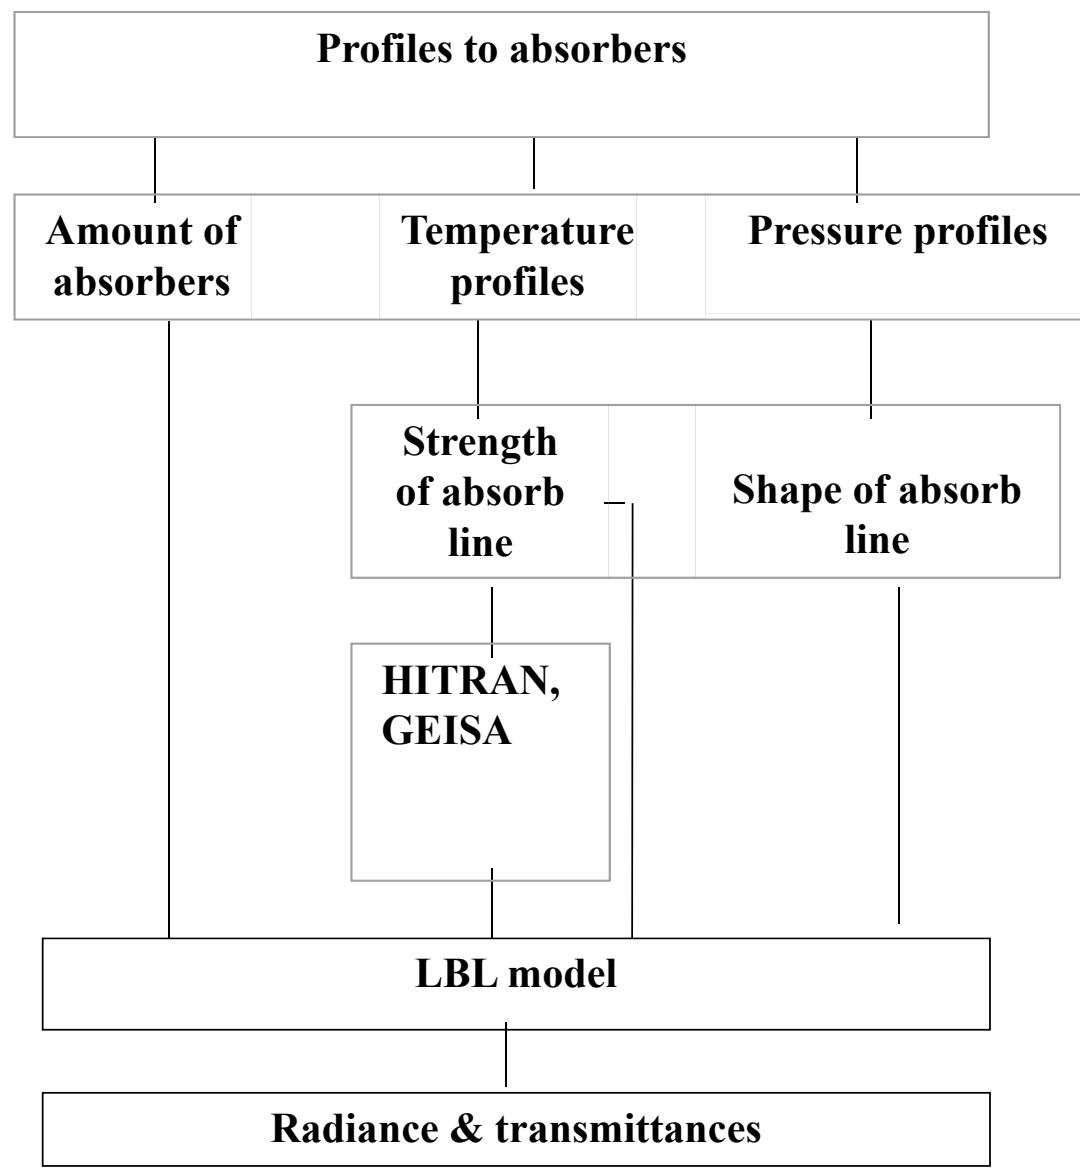 Profiles to absorbers
Amount of
absorbers
Temperature
profiles
Pressure profiles
Strength
of absorb
line
Shape of absorb
line
HITRAN,
GEISA
LBL model
Radiance & transmittances